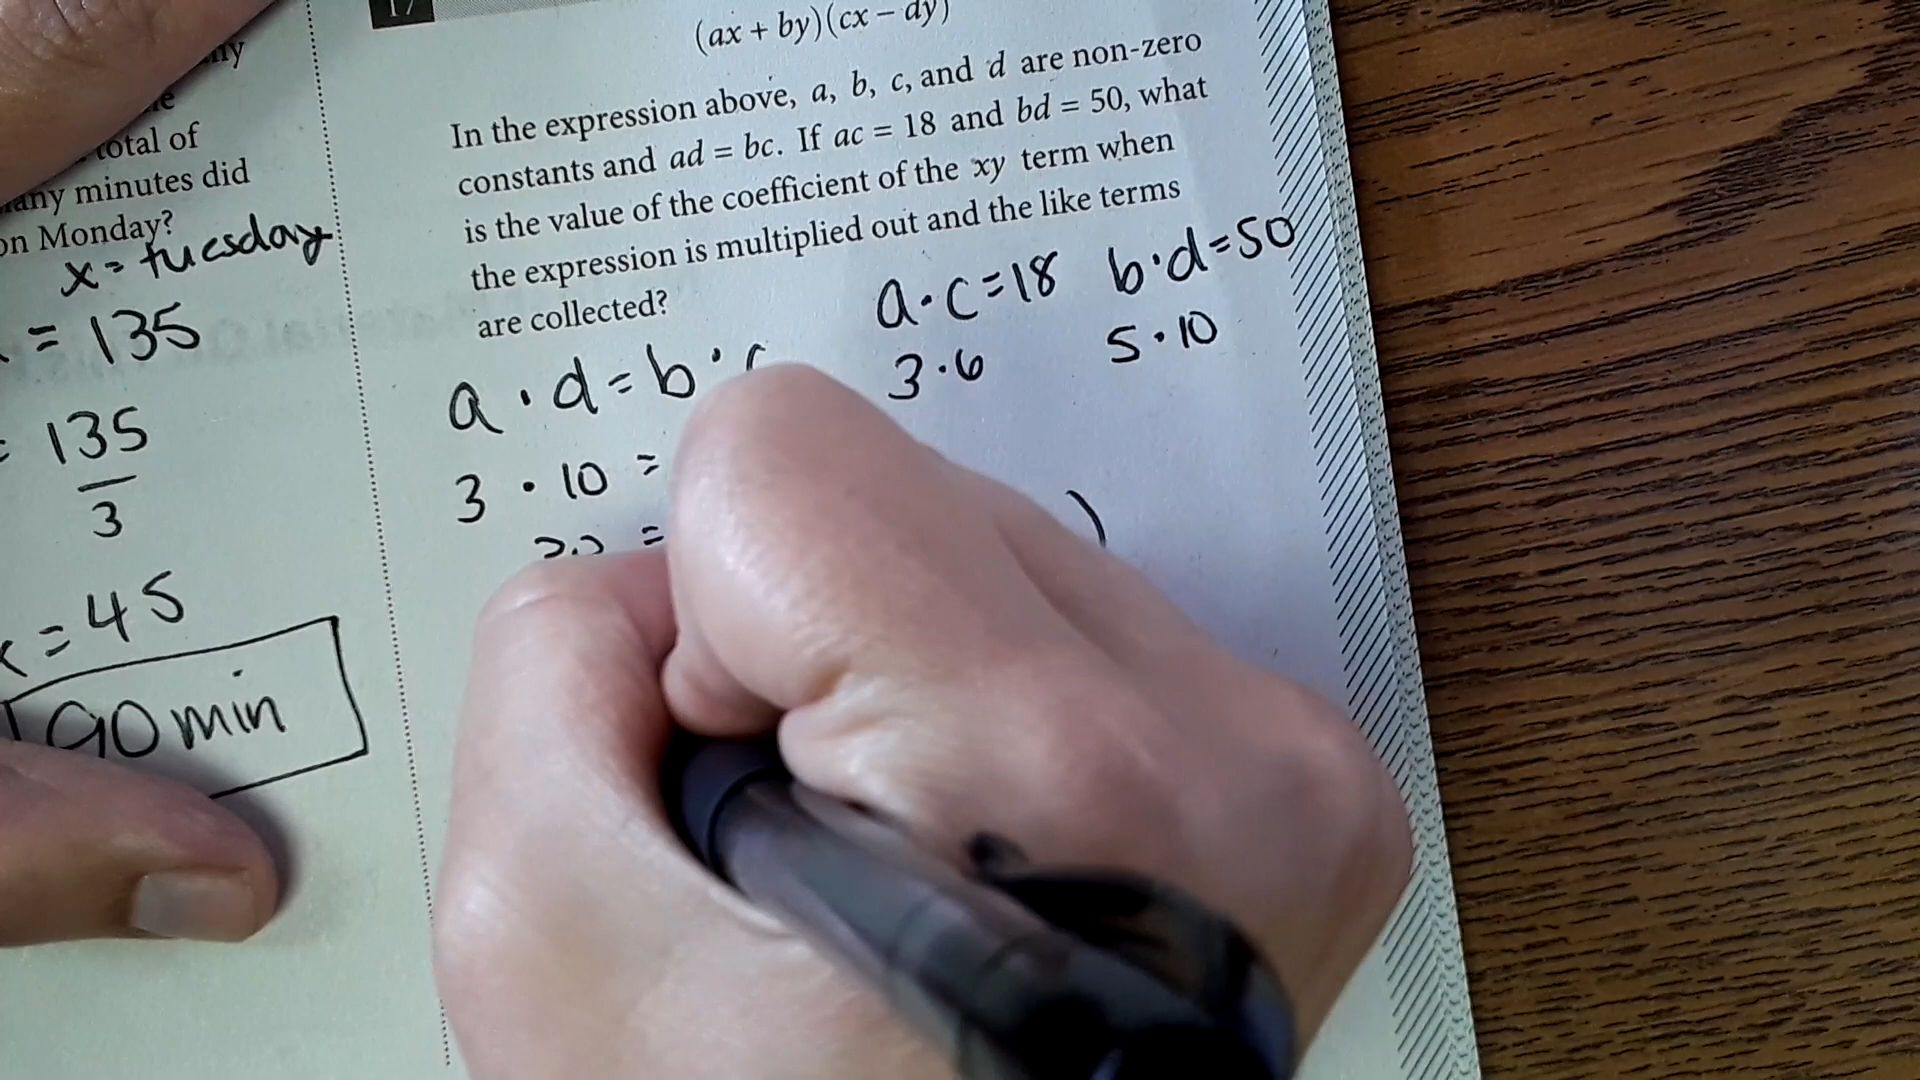 total of
minutes did
on Monday?
x = tuesday
= 135
= 135
3
x = 45
90 min
17
(ax + by)(cx – dy)
In the expression above, a, b, c, and d are non-zero
constants and ad = bc. If ac = 18 and bd = 50, what
is the value of the coefficient of the xy term when
the expression is multiplied out and the like terms
are collected?
a · c = 18 b · d = 50
3 · 6 5 · 10
a · d = b · c
3 · 10 =
30 =
)